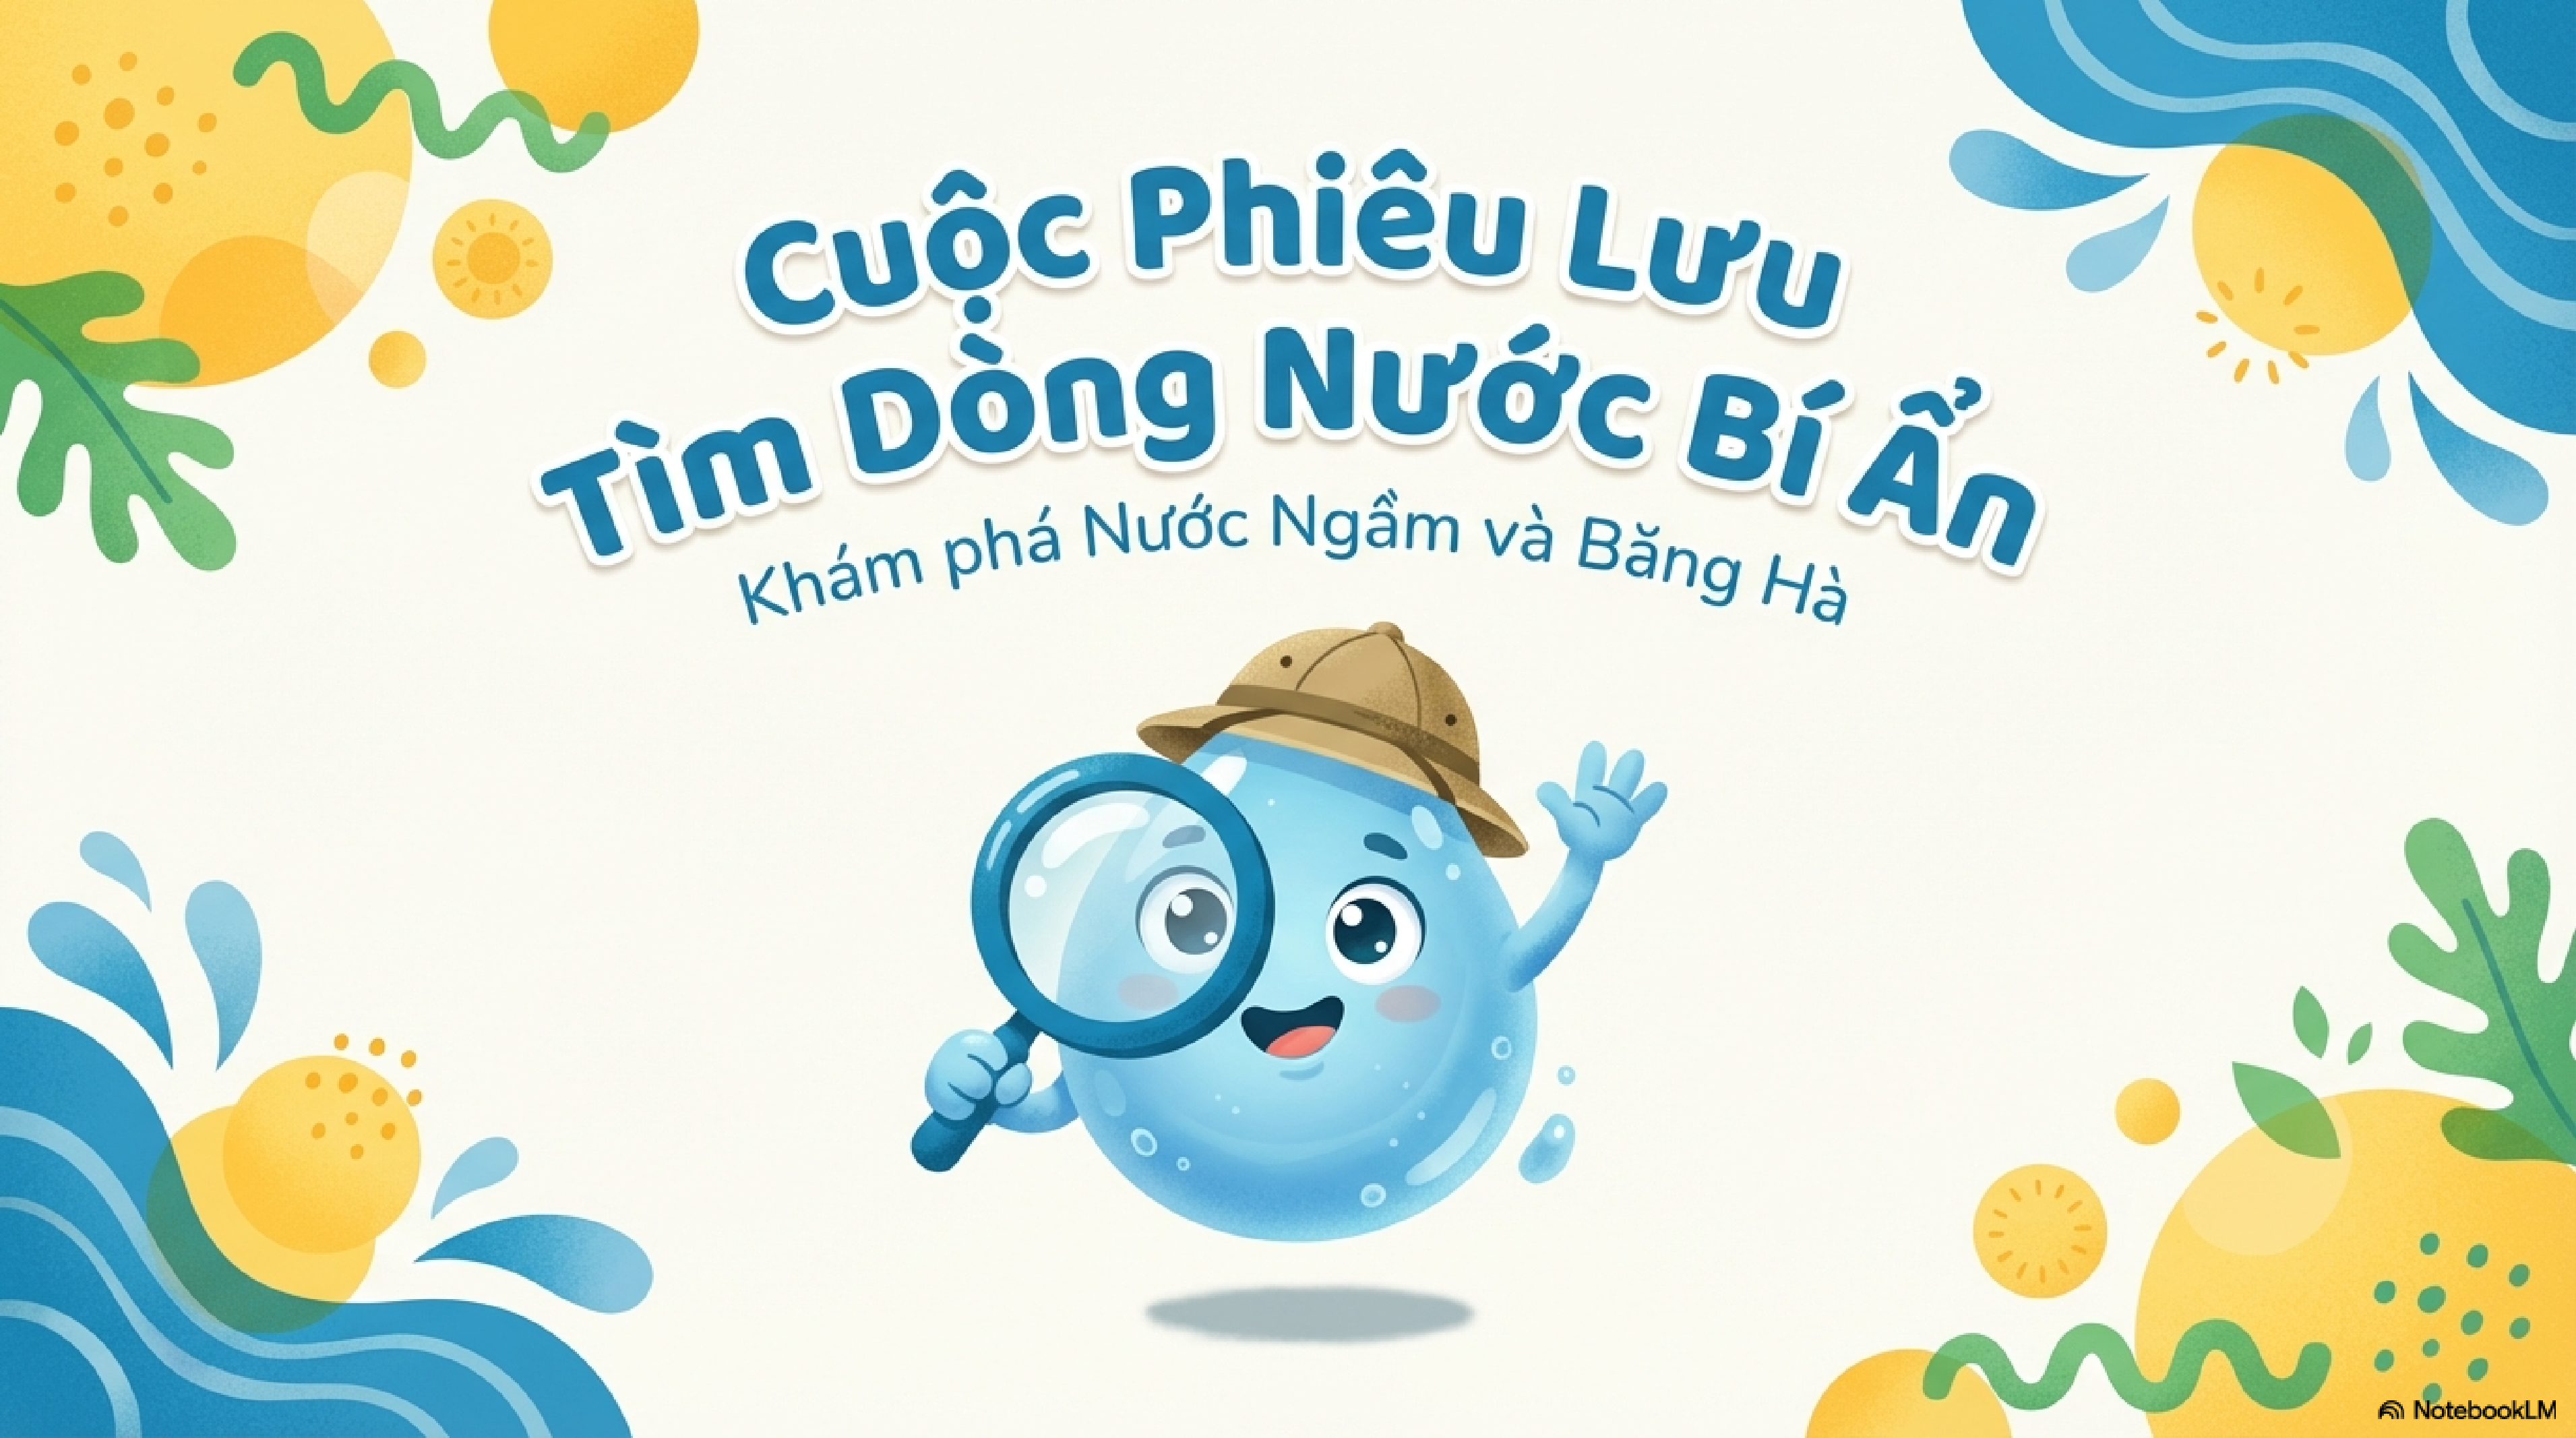 Cuộc Phiêu Lưu
Tìm Dòng Nước Bí Ẩn
Khám phá Nước Ngầm và Băng Hà
NotebookLM